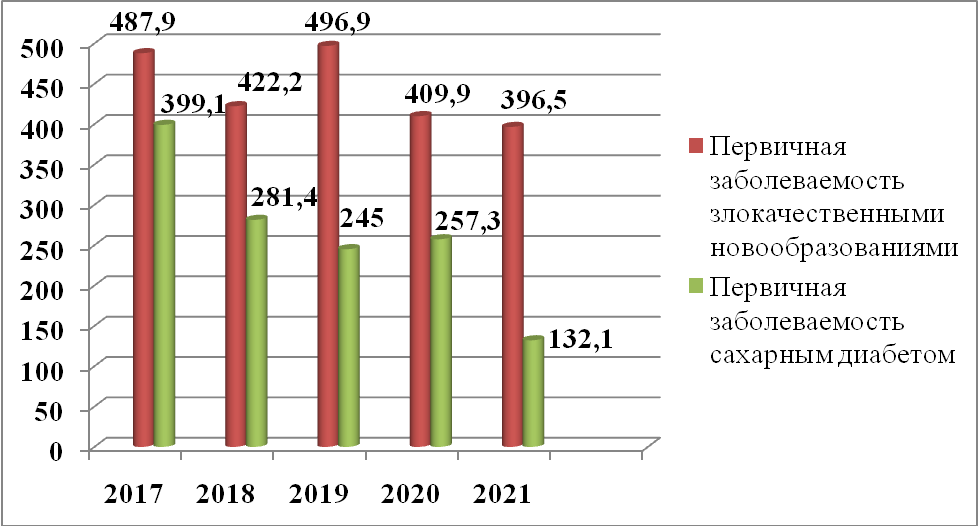 487,9
496,9
422,2
409,9
396,5
399,1
281,4
245
257,3
132,1
500
450
400
350
300
250
200
150
100
50
0
2017 2018 2019 2020 2021
Первичная
заболеваемость
злокачественными
новообразованиями
Первичная
заболеваемость
сахарным диабетом